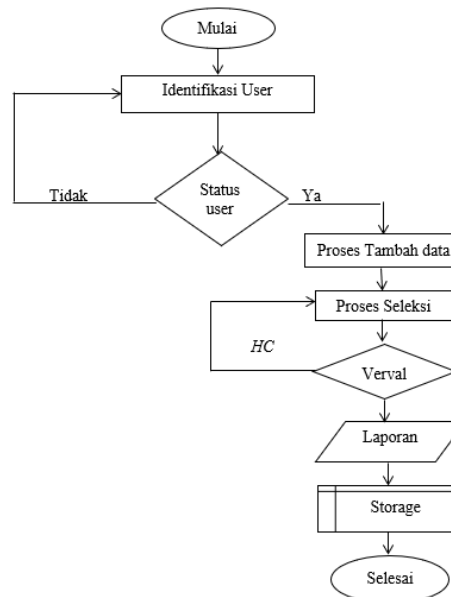 Mulai
Identifikasi User
Status
user
Tidak
Ya
Proses Tambah data
Proses Seleksi
HC
Verval
Laporan
Storage
Selesai